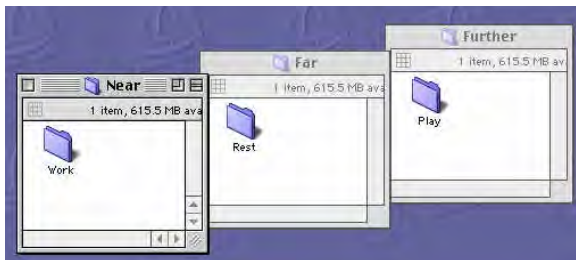 Near
1 item, 615.5 MB ava
Work
Far
1 item, 615.5 MB ava
Rest
Further
1 item, 615.5 MB av
Play